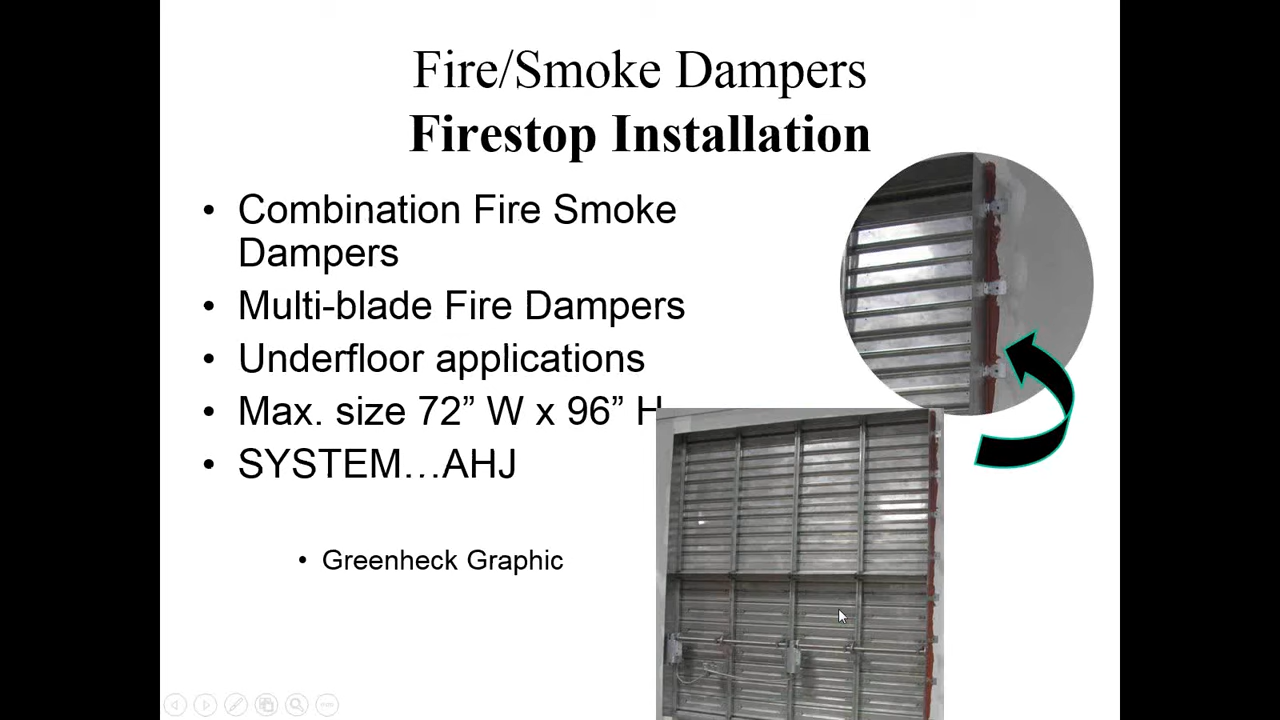 Fire/Smoke Dampers
Firestop Installation
• Combination Fire Smoke
Dampers
• Multi-blade Fire Dampers
• Underfloor applications
• Max. size 72” W x 96” H
• SYSTEM…AHJ
• Greenheck Graphic